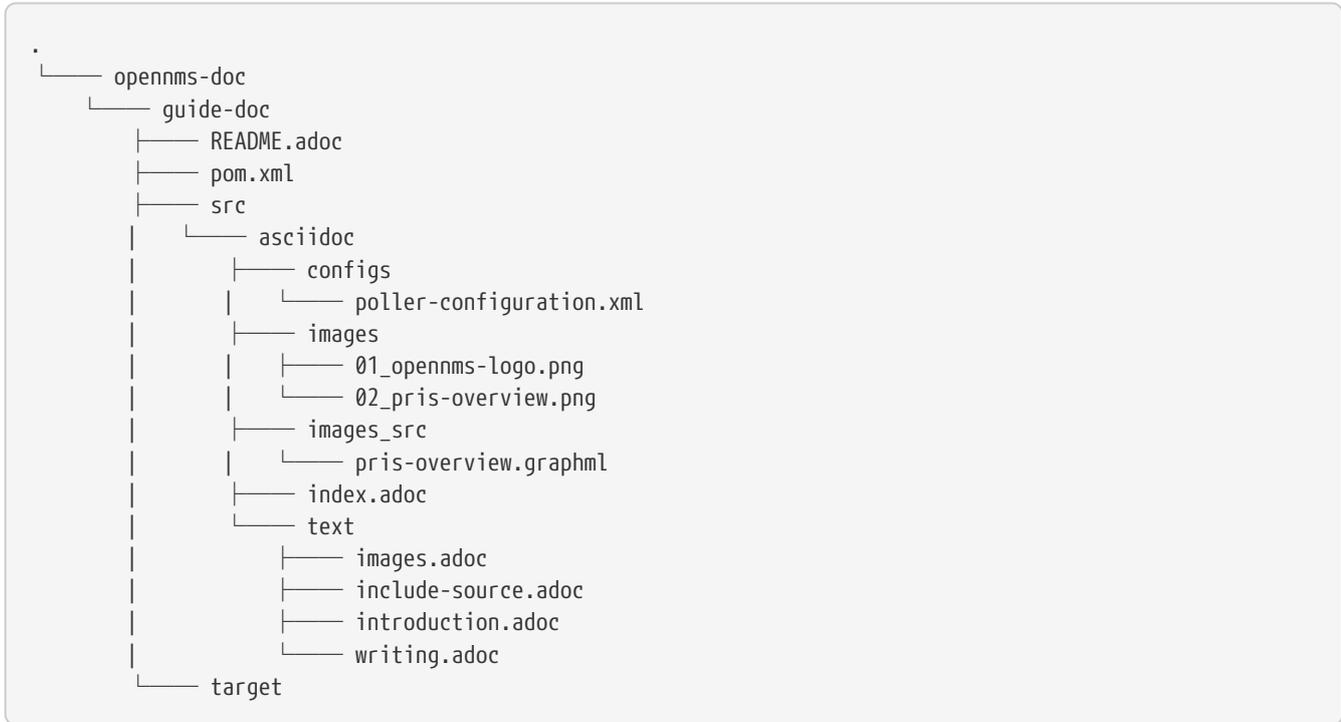 .
└── opennms-doc
    └── guide-doc
        ├── README.adoc
        ├── pom.xml
        ├── src
        |   └── asciidoc
        |       ├── configs
        |       |   └── poller-configuration.xml
        |       ├── images
        |       |   ├── 01_opennms-logo.png
        |       |   └── 02_pris-overview.png
        |       ├── images_src
        |       |   └── pris-overview.graphml
        |       ├── index.adoc
        |       └── text
        |           ├── images.adoc
        |           ├── include-source.adoc
        |           ├── introduction.adoc
        |           └── writing.adoc
        └── target